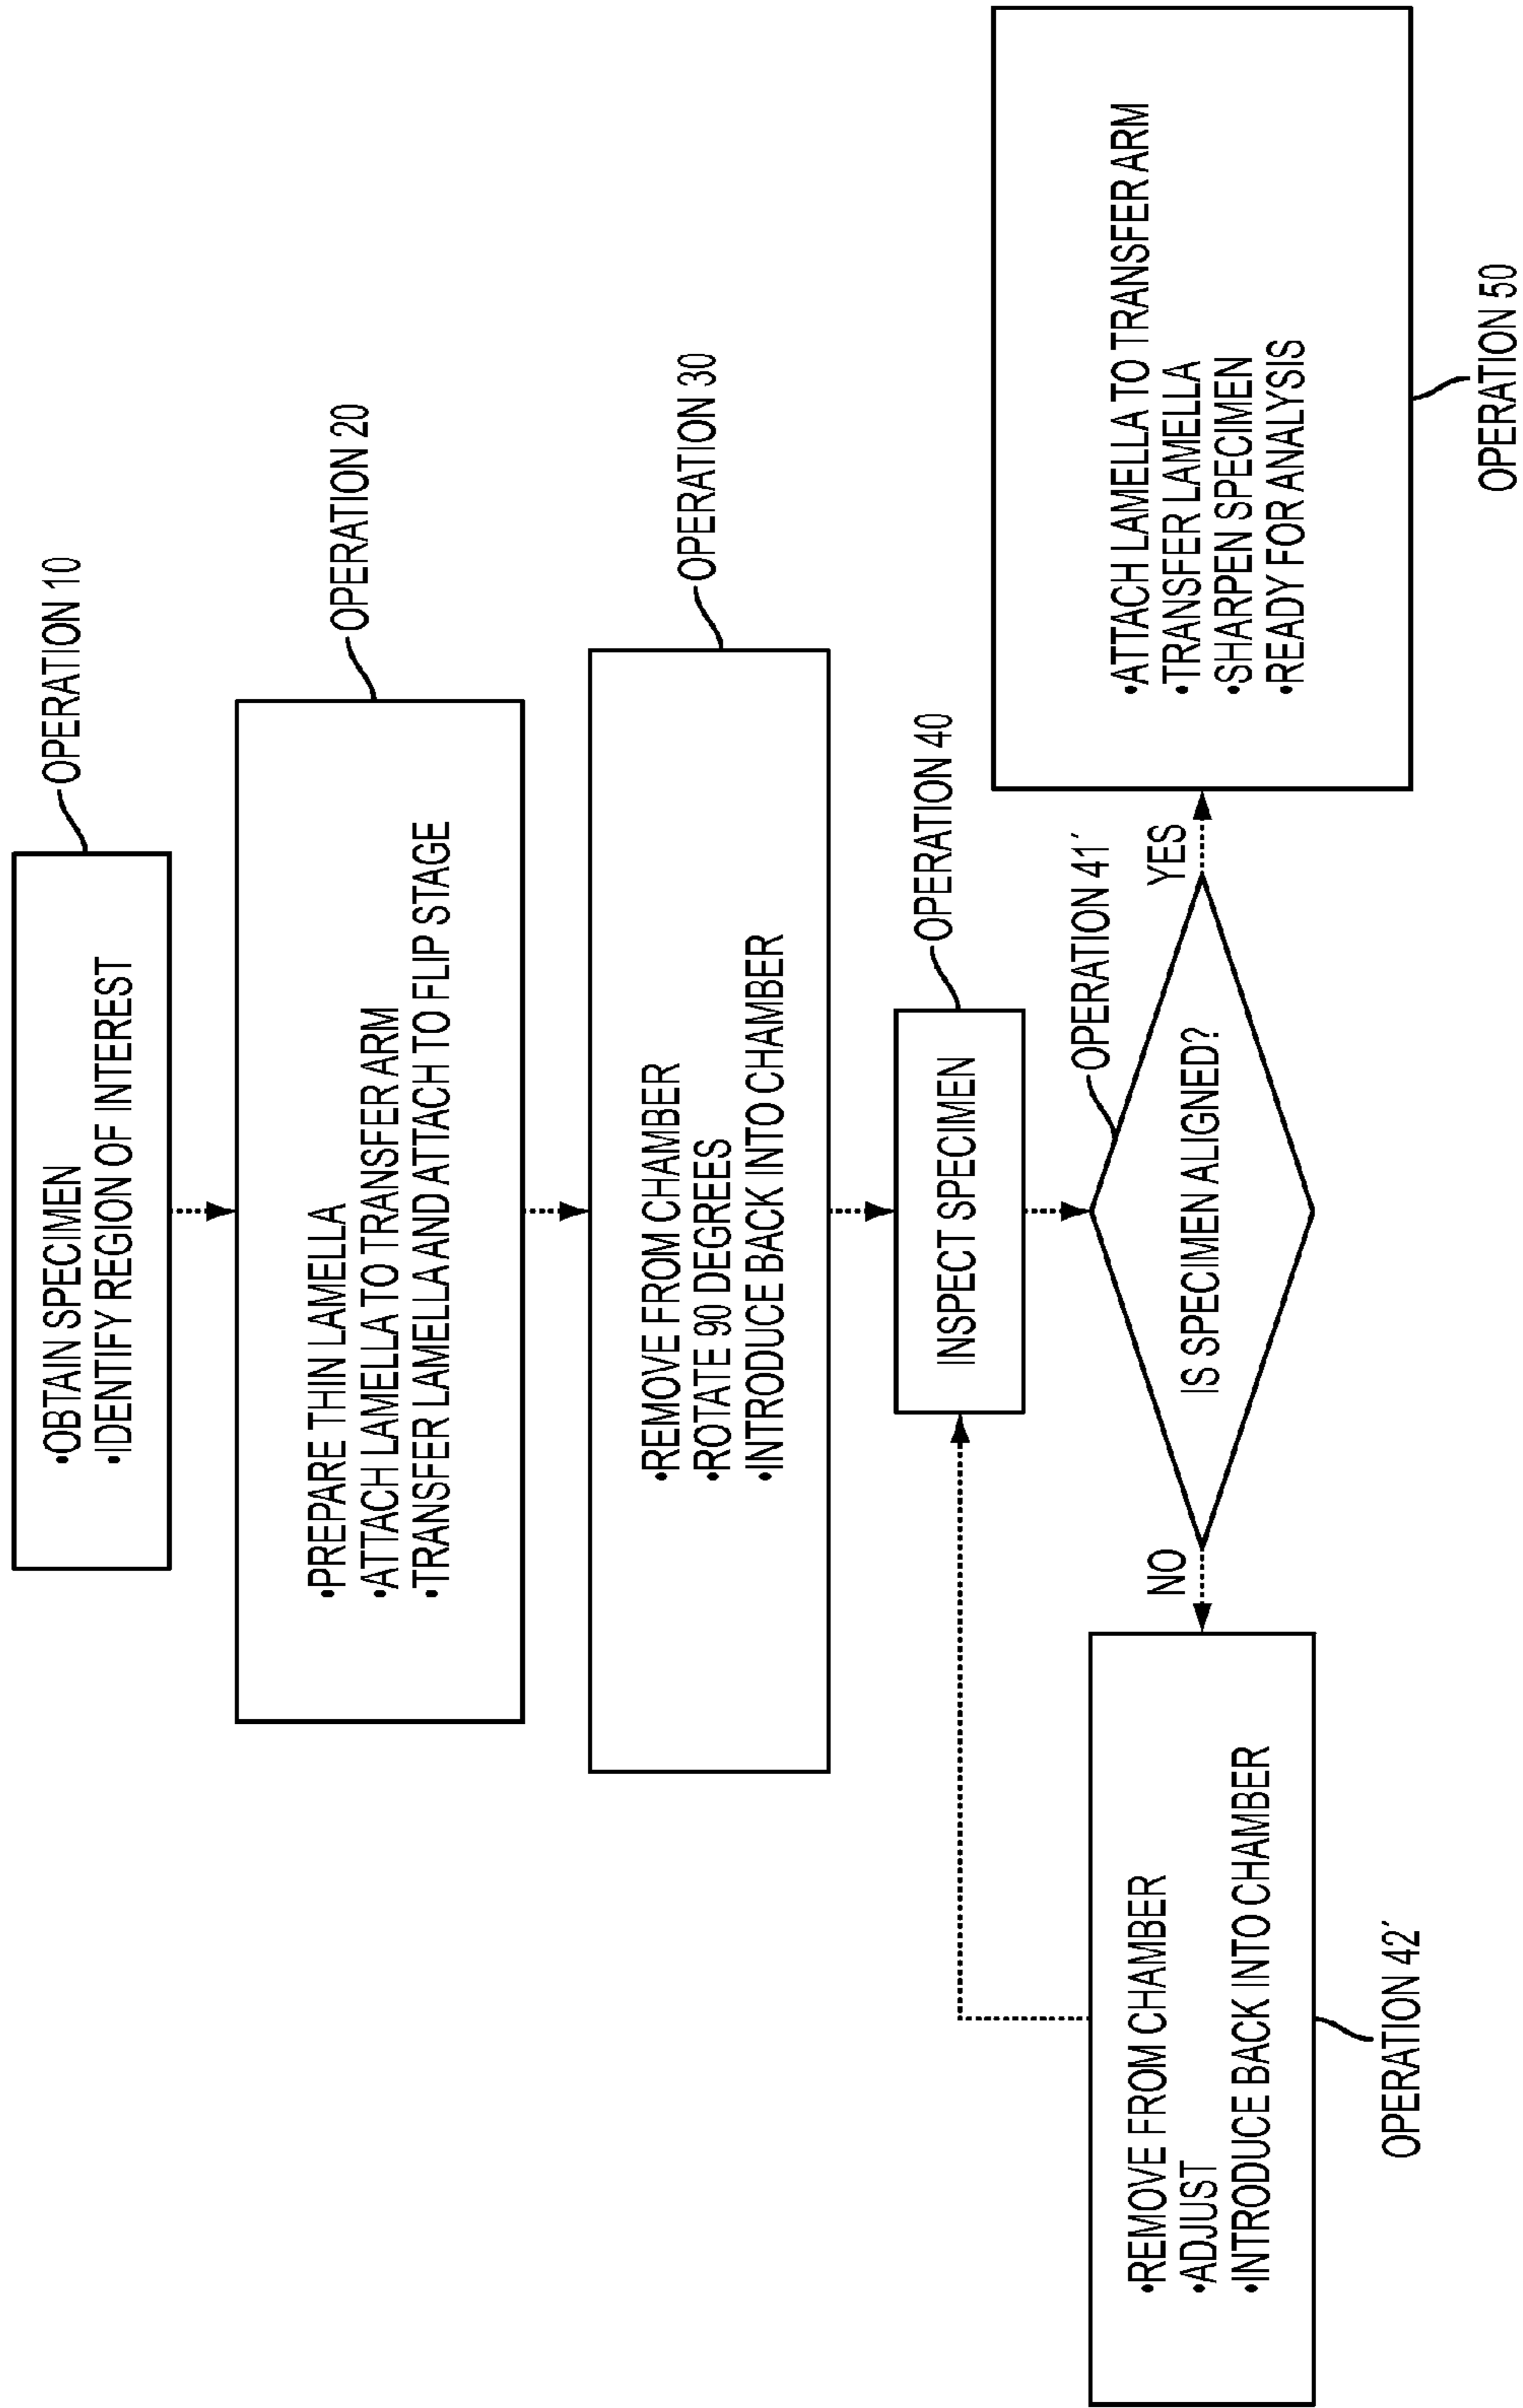 OPERATION 10
•OBTAIN SPECIMEN
•IDENTIFY REGION OF INTEREST
OPERATION 20
•PREPARE THIN LAMELLA
•ATTACH LAMELLA TO TRANSFER ARM
•TRANSFER LAMELLA AND ATTACH TO FLIP STAGE
OPERATION 30
•REMOVE FROM CHAMBER
•ROTATE 90 DEGREES
•INTRODUCE BACK INTO CHAMBER
OPERATION 40
INSPECT SPECIMEN
OPERATION 41′
IS SPECIMEN ALIGNED?
NO
YES
•REMOVE FROM CHAMBER
•ADJUST
•INTRODUCE BACK INTO CHAMBER
OPERATION 42′
•ATTACH LAMELLA TO TRANSFER ARM
•TRANSFER LAMELLA
•SHARPEN SPECIMEN
•READY FOR ANALYSIS
OPERATION 50